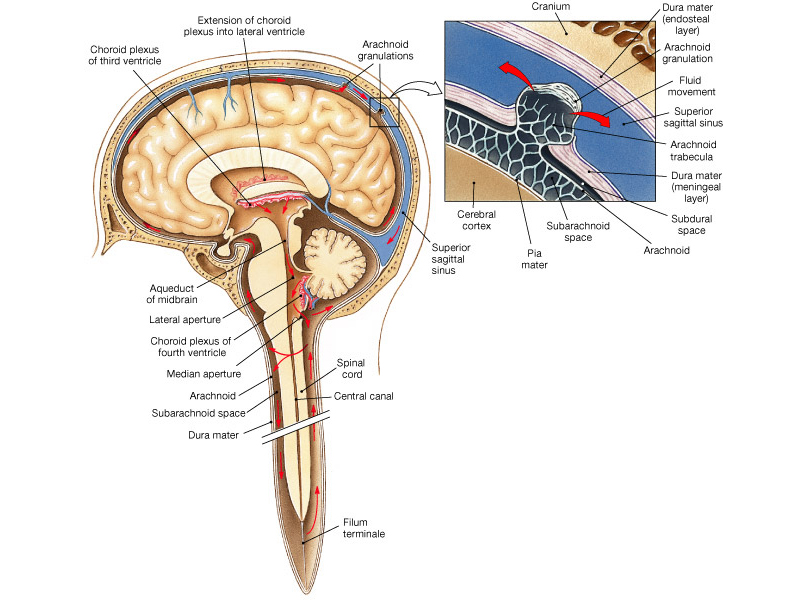 Extension of choroid
plexus into lateral ventricle
Choroid plexus
of third ventricle
Arachnoid
granulations
Cranium
Dura mater
(endosteal
layer)
Arachnoid
granulation
Fluid
movement
Superior
sagittal sinus
Arachnoid
trabecula
Dura mater
(meningeal
layer)
Subdural
space
Arachnoid
Subarachnoid
space
Pia
mater
Cerebral
cortex
Superior
sagittal
sinus
Aqueduct
of midbrain
Lateral aperture
Choroid plexus of
fourth ventricle
Median aperture
Arachnoid
Subarachnoid space
Dura mater
Spinal
cord
Central canal
Filum
terminale